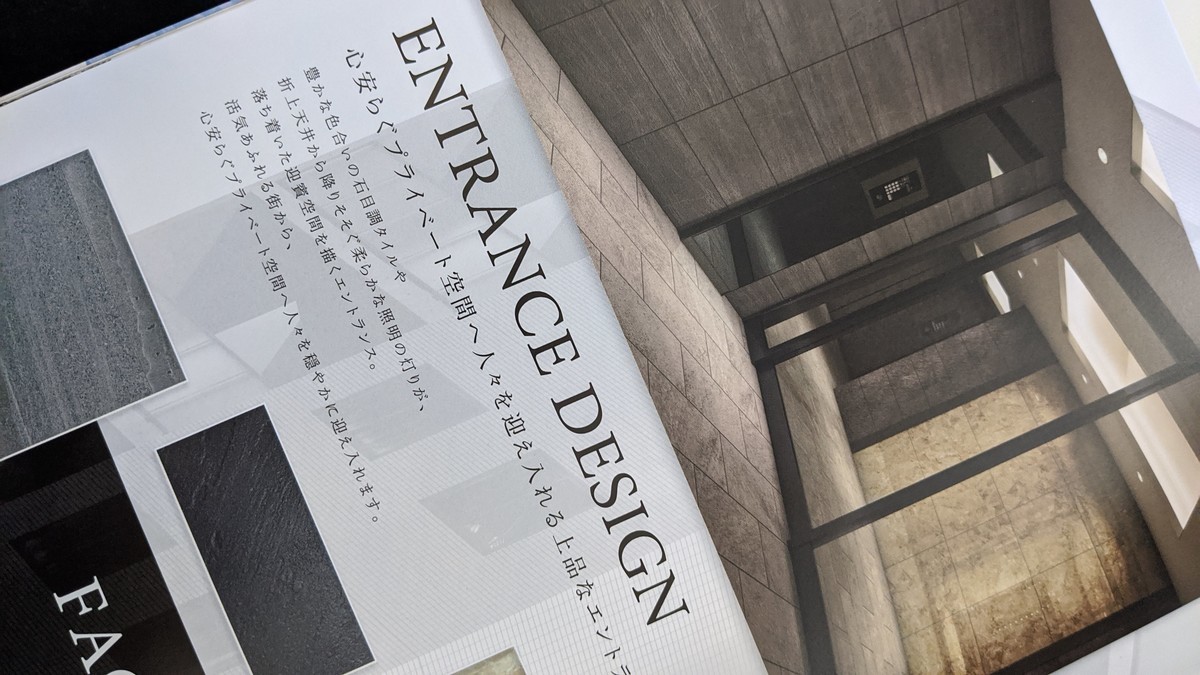 ENTRANCE DESIGN
心安らぐプライベート空間へ人々を迎え入れる上品なエントラ
豊かな色合いの石目調タイルや
折上天井から降りそそぐ柔らかな照明の灯りが、
落ち着いた迎賓空間を描くエントランス。
活気あふれる街から、
心安らぐプライベート空間へ人々を穏やかに迎え入れます。
FAC